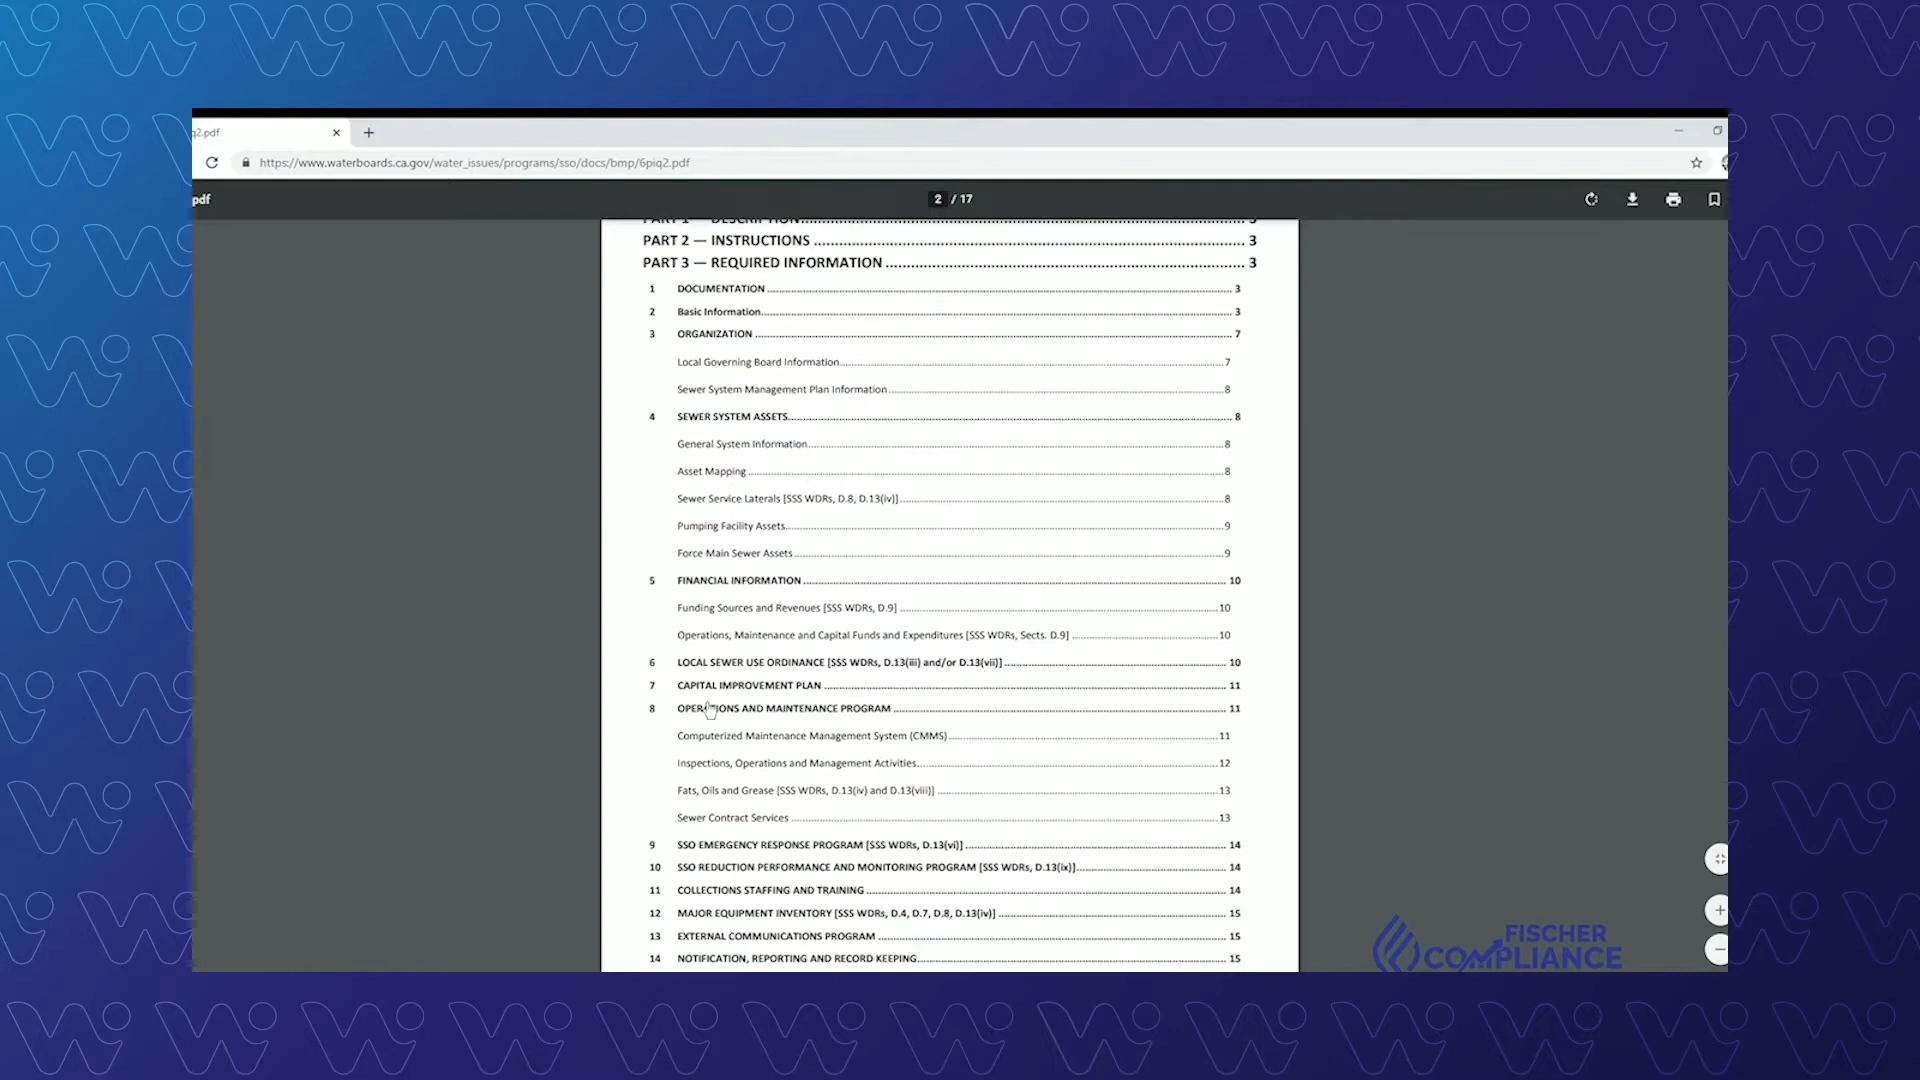 q2.pdf
https://www.waterboards.ca.gov/water_issues/programs/sso/docs/bmp/6piq2.pdf
pdf
2 / 17
PART 1 — DESCRIPTION 3
PART 2 — INSTRUCTIONS 3
PART 3 — REQUIRED INFORMATION 3
1 DOCUMENTATION 3
2 Basic Information 3
3 ORGANIZATION 7
Local Governing Board Information 7
Sewer System Management Plan Information 8
4 SEWER SYSTEM ASSETS 8
General System Information 8
Asset Mapping 8
Sewer Service Laterals [SSS WDRs, D.8, D.13(iv)] 8
Pumping Facility Assets 9
Force Main Sewer Assets 9
5 FINANCIAL INFORMATION 10
Funding Sources and Revenues [SSS WDRs, D.9] 10
Operations, Maintenance and Capital Funds and Expenditures [SSS WDRs, Sects. D.9] 10
6 LOCAL SEWER USE ORDINANCE [SSS WDRs, D.13(iii) and/or D.13(vii)] 10
7 CAPITAL IMPROVEMENT PLAN 11
8 OPERATIONS AND MAINTENANCE PROGRAM 11
Computerized Maintenance Management System (CMMS) 11
Inspections, Operations and Management Activities 12
Fats, Oils and Grease [SSS WDRs, D.13(iv) and D.13(viii)] 13
Sewer Contract Services 13
9 SSO EMERGENCY RESPONSE PROGRAM [SSS WDRs, D.13(vi)] 14
10 SSO REDUCTION PERFORMANCE AND MONITORING PROGRAM [SSS WDRs, D.13(ix)] 14
11 COLLECTIONS STAFFING AND TRAINING 14
12 MAJOR EQUIPMENT INVENTORY [SSS WDRs, D.4, D.7, D.8, D.13(iv)] 15
13 EXTERNAL COMMUNICATIONS PROGRAM 15
14 NOTIFICATION, REPORTING AND RECORD KEEPING 15
FISCHER
COMPLIANCE